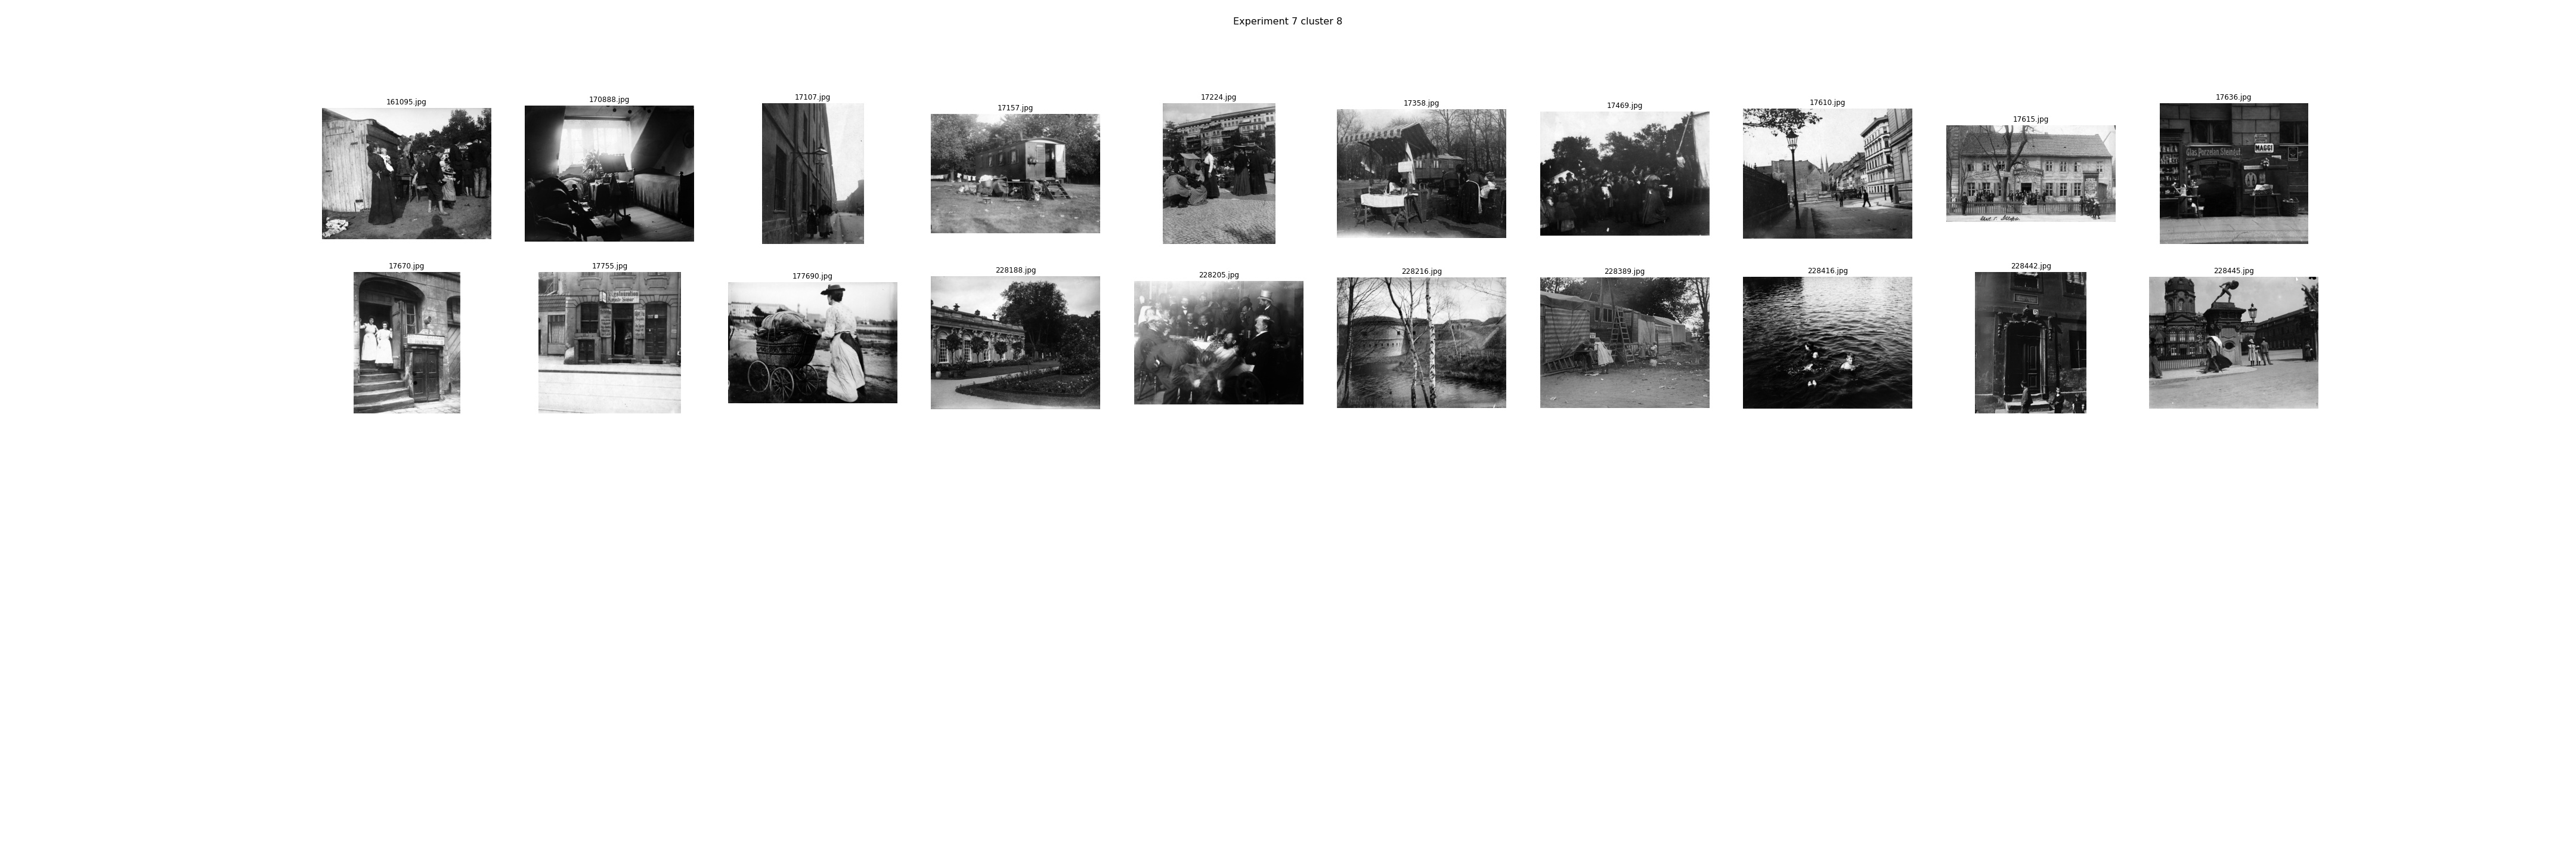 Experiment 7 cluster 8
161095.jpg
170888.jpg
17107.jpg
17157.jpg
17224.jpg
17358.jpg
17469.jpg
17610.jpg
17615.jpg
17636.jpg
MAGGI
Glas Porzellan Steingut
17670.jpg
17755.jpg
177690.jpg
228188.jpg
228205.jpg
228216.jpg
228389.jpg
228416.jpg
228442.jpg
228445.jpg